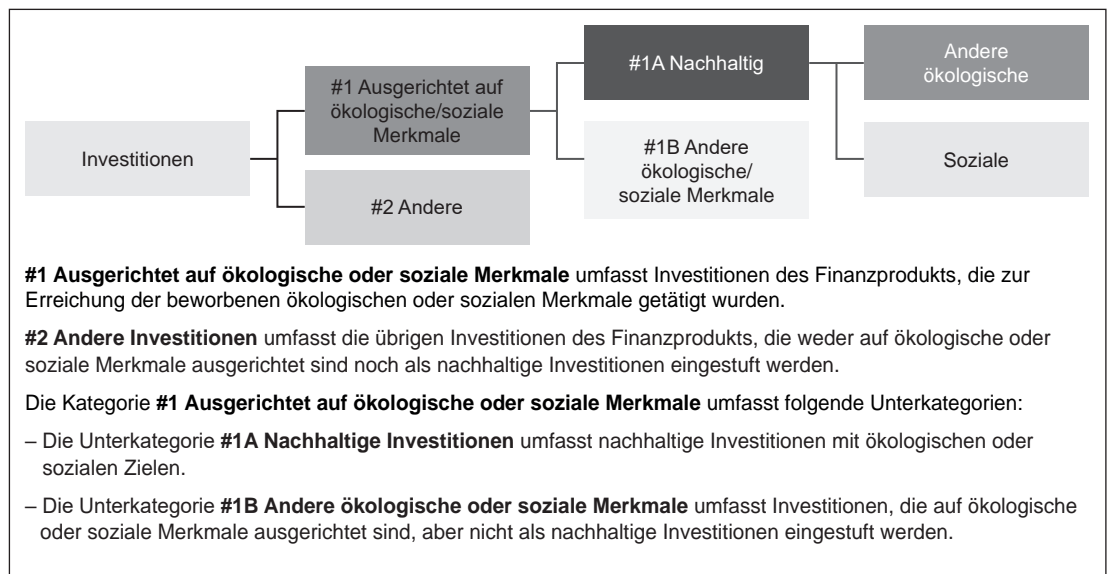 Investitionen
#1 Ausgerichtet auf
ökologische/soziale
Merkmale
#2 Andere
#1A Nachhaltig
#1B Andere
ökologische/
soziale Merkmale
Andere
ökologische
Soziale
#1 Ausgerichtet auf ökologische oder soziale Merkmale umfasst Investitionen des Finanzprodukts, die zur
Erreichung der beworbenen ökologischen oder sozialen Merkmale getätigt wurden.
#2 Andere Investitionen umfasst die übrigen Investitionen des Finanzprodukts, die weder auf ökologische oder
soziale Merkmale ausgerichtet sind noch als nachhaltige Investitionen eingestuft werden.
Die Kategorie #1 Ausgerichtet auf ökologische oder soziale Merkmale umfasst folgende Unterkategorien:
– Die Unterkategorie #1A Nachhaltige Investitionen umfasst nachhaltige Investitionen mit ökologischen oder
sozialen Zielen.
– Die Unterkategorie #1B Andere ökologische oder soziale Merkmale umfasst Investitionen, die auf ökologische
oder soziale Merkmale ausgerichtet sind, aber nicht als nachhaltige Investitionen eingestuft werden.